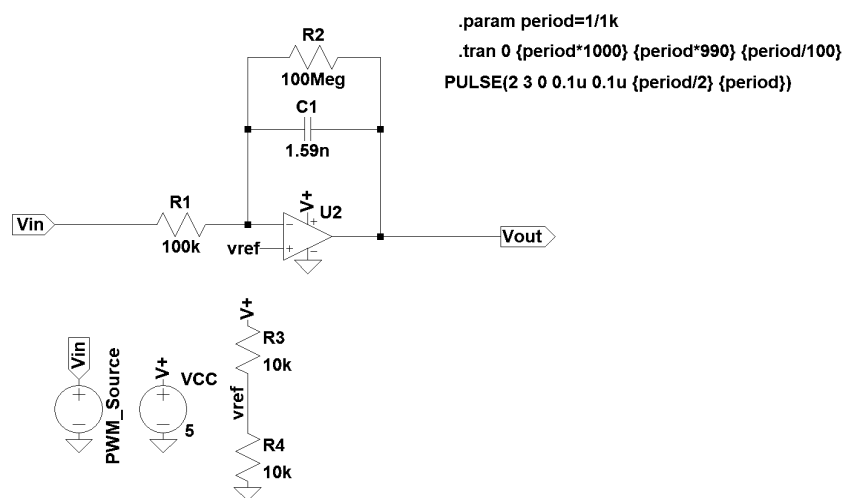 .param period=1/1k
.tran 0 {period*1000} {period*990} {period/100}
PULSE(2 3 0 0.1u 0.1u {period/2} {period})
R2
100Meg
C1
1.59n
R1
100k
Vin
V+
U2
vref
Vout
V+
R3
10k
vref
R4
10k
Vin
PWM_Source
V+
VCC
5